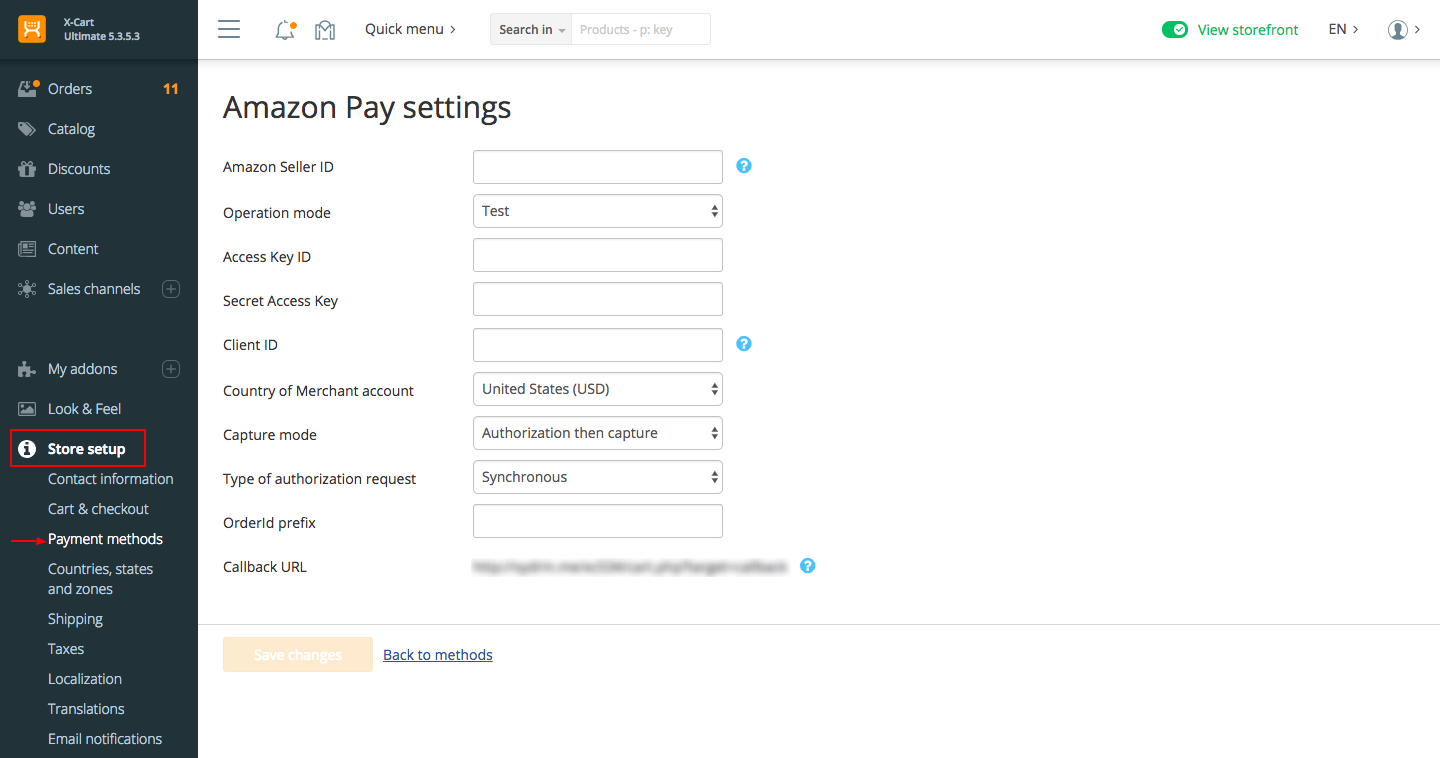 X-Cart
Ultimate 5.3.5.3
Quick menu
Search in
Products - p: key
View storefront
EN
Orders 11
Catalog
Discounts
Users
Content
Sales channels
My addons
Look & Feel
Store setup
Contact information
Cart & checkout
Payment methods
Countries, states
and zones
Shipping
Taxes
Localization
Translations
Email notifications
Amazon Pay settings
Amazon Seller ID
Operation mode Test
Access Key ID
Secret Access Key
Client ID
Country of Merchant account United States (USD)
Capture mode Authorization then capture
Type of authorization request Synchronous
OrderId prefix
Callback URL
Save changes Back to methods